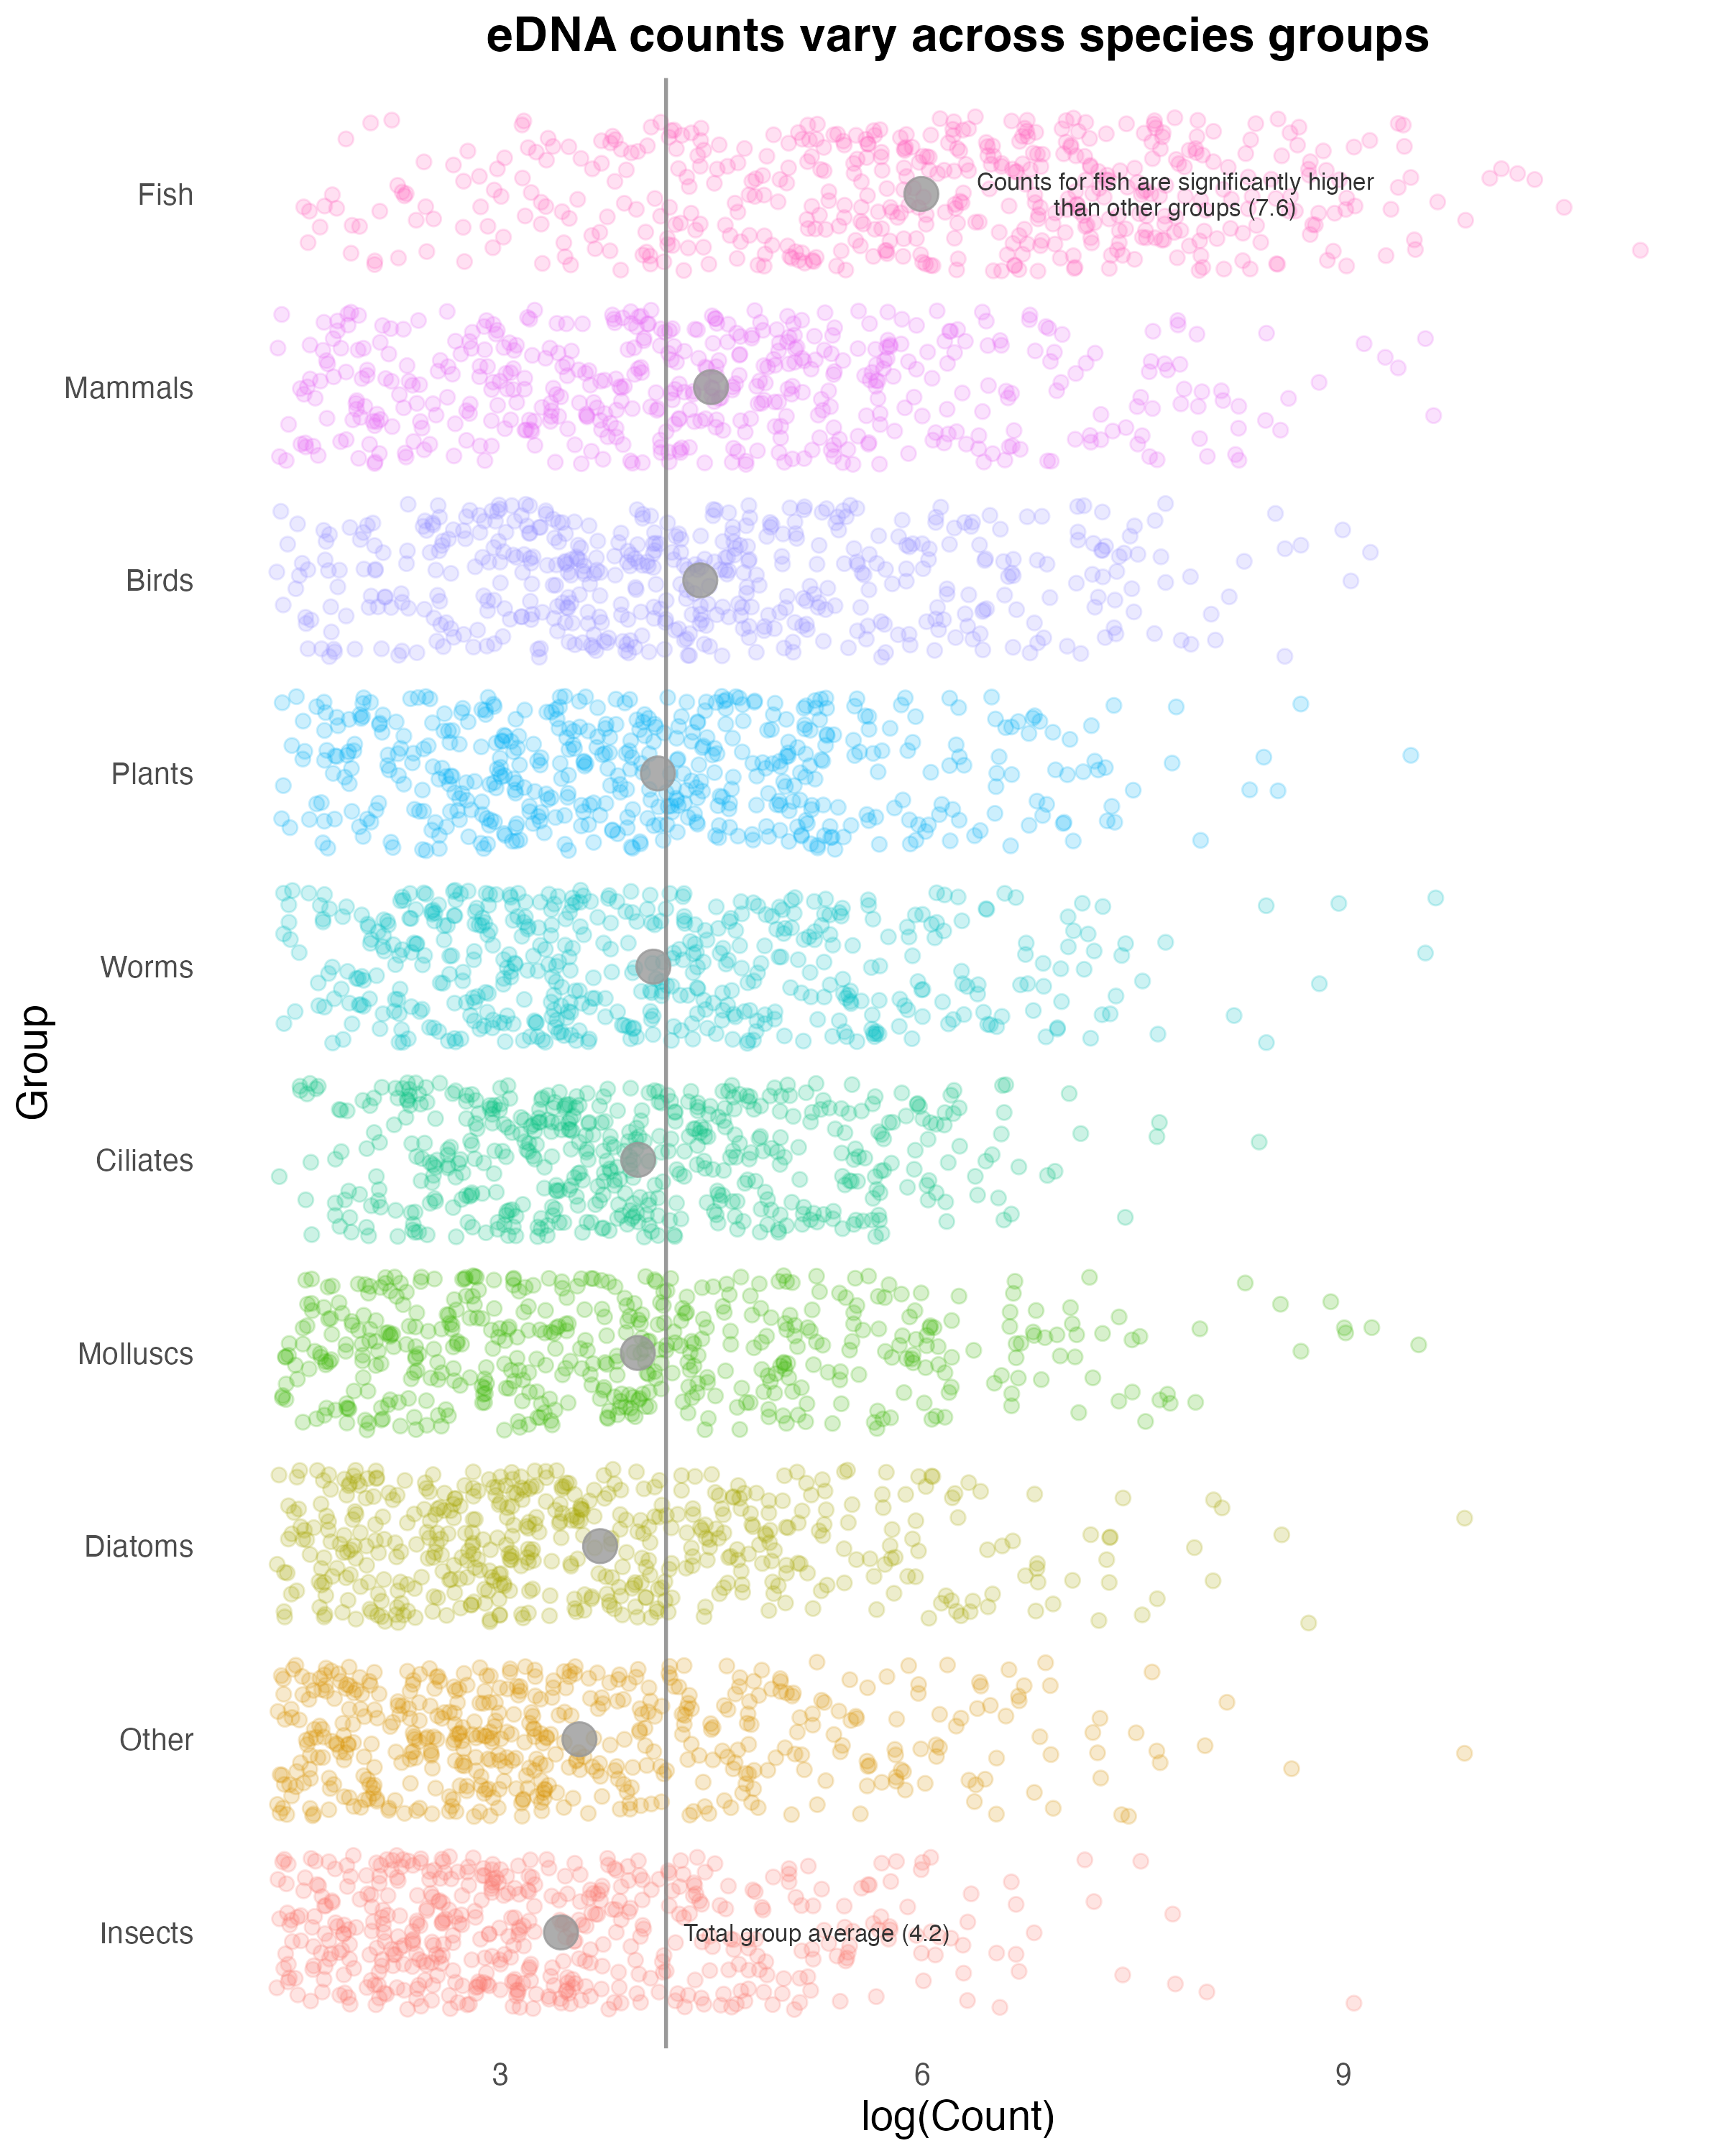 eDNA counts vary across species groups
Fish
Counts for fish are significantly higher
than other groups (7.6)
Mammals
Birds
Plants
Worms
Group
Ciliates
Molluscs
Diatoms
Other
Insects
Total group average (4.2)
3 6 9
log(Count)